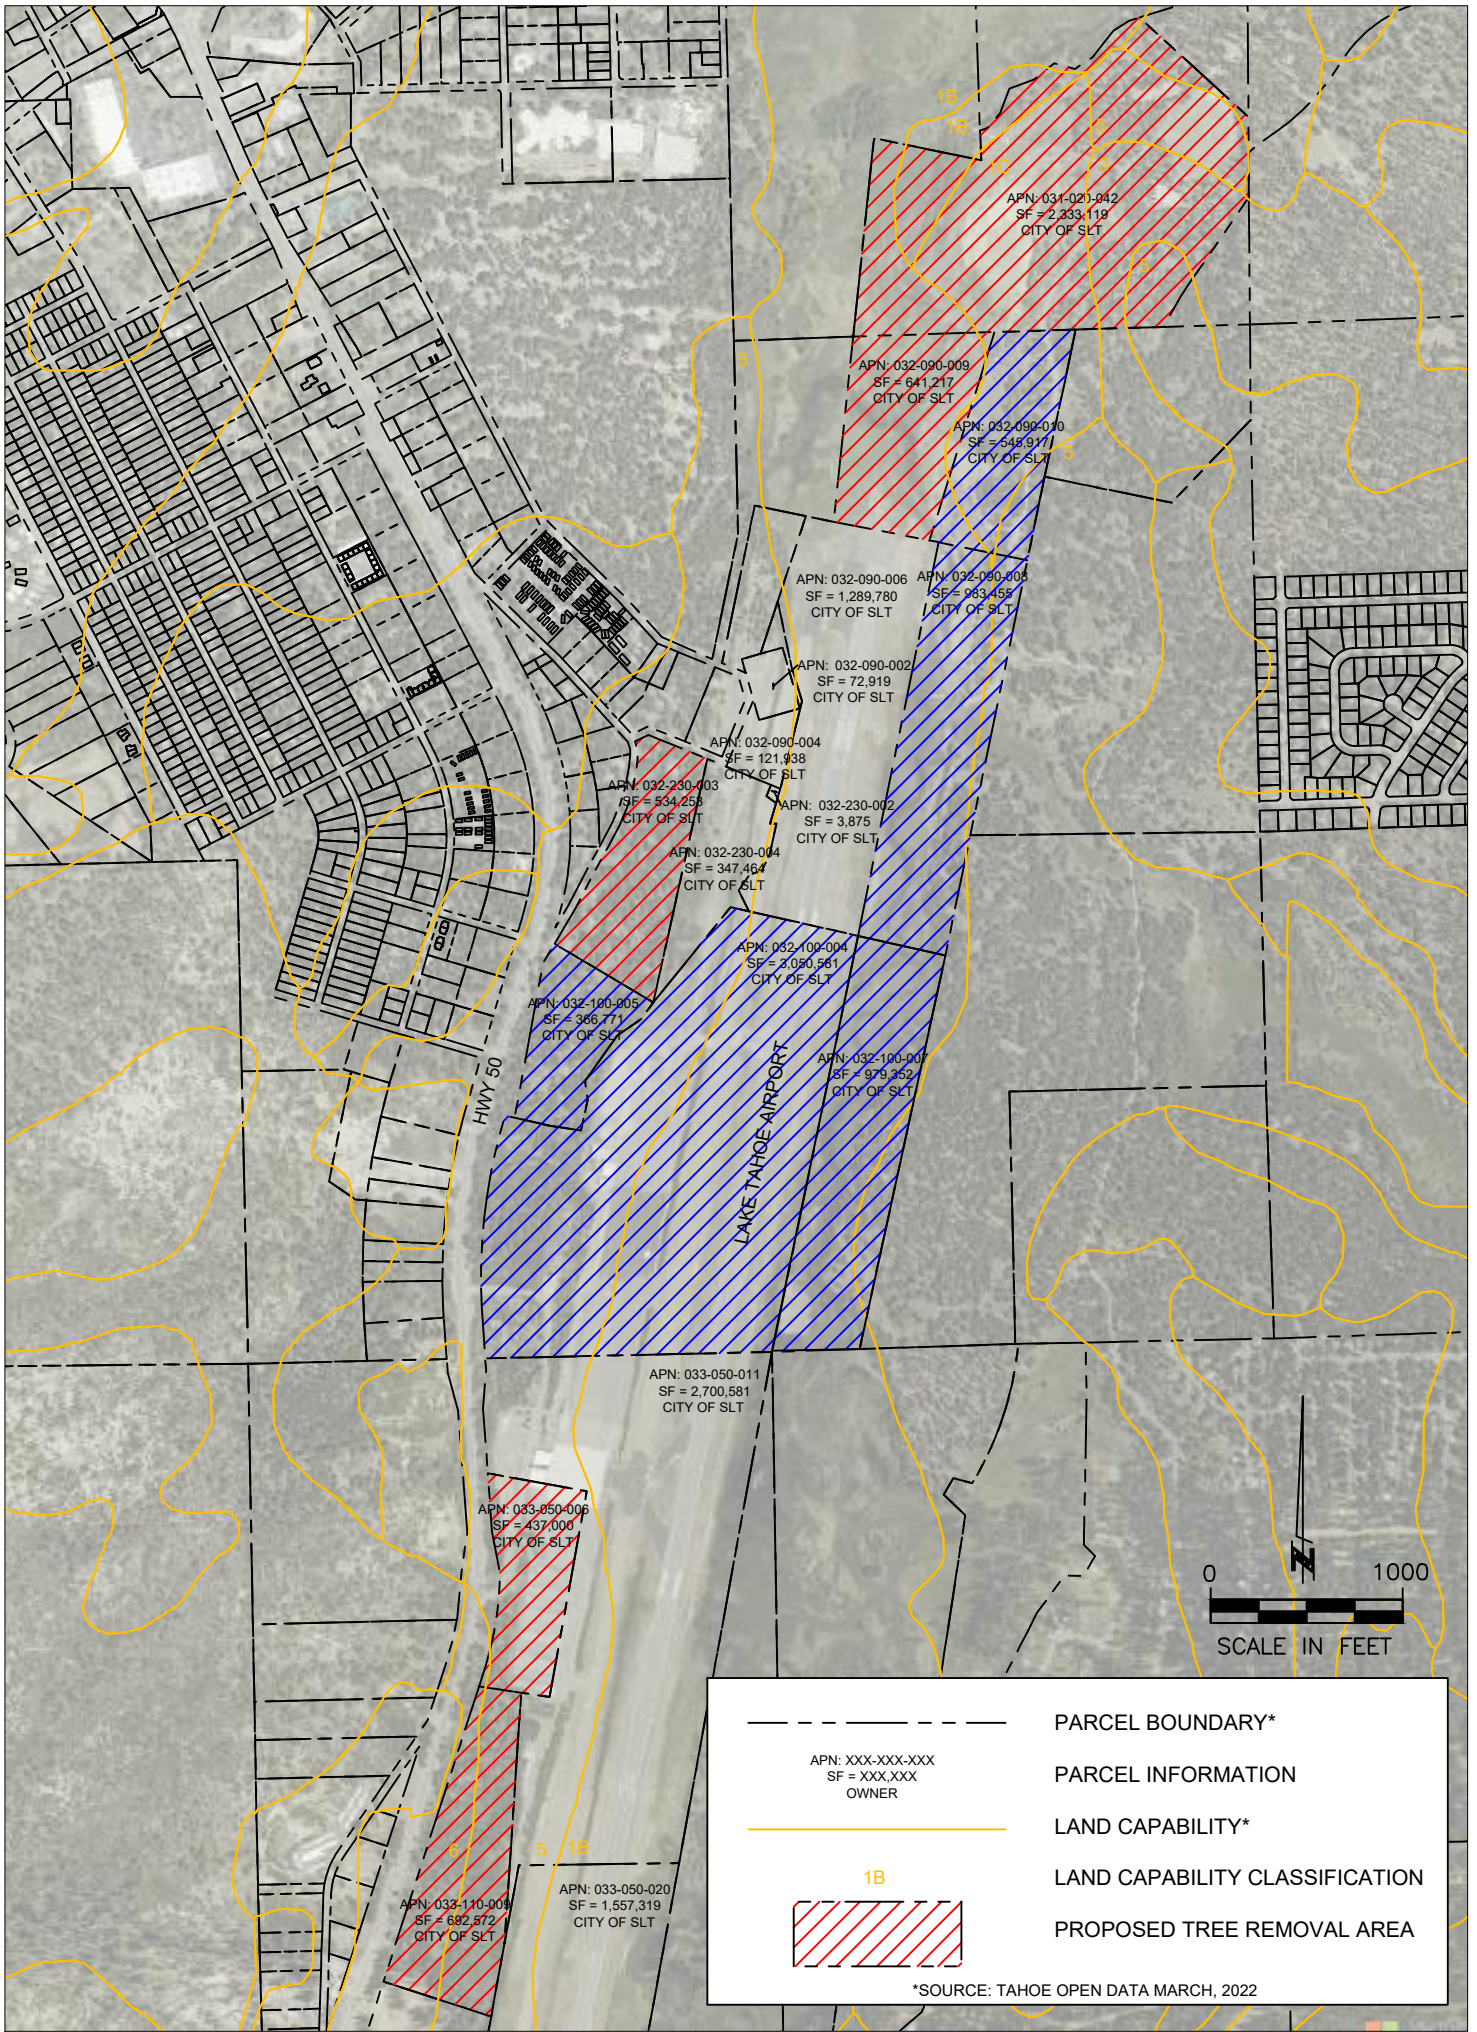 1B
1B
5
1C
3
APN: 031-020-042
SF = 2,333,119
CITY OF SLT
5
5
APN: 032-090-009
SF = 641,217
CITY OF SLT
APN: 032-090-010
SF = 545,917
CITY OF SLT
5
APN: 032-090-006
SF = 1,289,780
CITY OF SLT
APN: 032-090-008
SF = 983,455
CITY OF SLT
APN: 032-090-002
SF = 72,919
CITY OF SLT
APN: 032-090-004
SF = 121,938
CITY OF SLT
APN: 032-230-003
SF = 534,253
CITY OF SLT
APN: 032-230-002
SF = 3,875
CITY OF SLT
APN: 032-230-004
SF = 347,464
CITY OF SLT
APN: 032-100-004
SF = 3,050,581
CITY OF SLT
APN: 032-100-005
SF = 366,771
CITY OF SLT
APN: 032-100-007
SF = 979,352
CITY OF SLT
HWY 50
LAKE TAHOE AIRPORT
APN: 033-050-011
SF = 2,700,581
CITY OF SLT
APN: 033-050-006
SF = 437,000
CITY OF SLT
N
0 1000
SCALE IN FEET
6
5
1B
APN: 033-050-020
SF = 1,557,319
CITY OF SLT
APN: 033-110-009
SF = 692,572
CITY OF SLT
PARCEL BOUNDARY*
APN: XXX-XXX-XXX
SF = XXX,XXX
OWNER
PARCEL INFORMATION
LAND CAPABILITY*
1B
LAND CAPABILITY CLASSIFICATION
PROPOSED TREE REMOVAL AREA
*SOURCE: TAHOE OPEN DATA MARCH, 2022